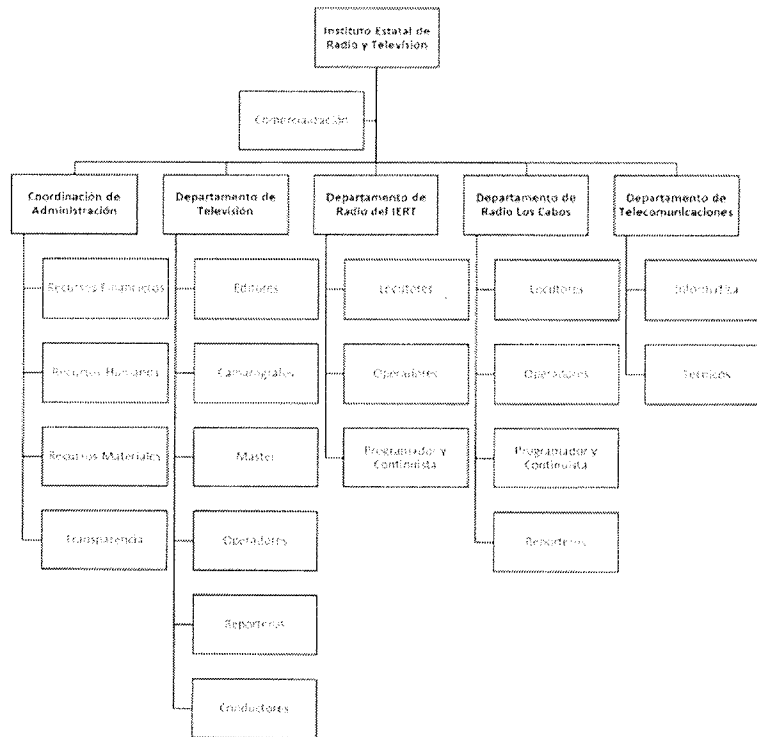 Instituto Estatal de
Radio y Televisión
Comercialización
Coordinación de
Administración
Departamento de
Televisión
Departamento de
Radio del IERT
Departamento de
Radio Los Cabos
Departamento de
Telecomunicaciones
Recursos Financieros
Recursos Humanos
Recursos Materiales
Transparencia
Editores
Camarógrafos
Master
Operadores
Reporteros
Conductores
Locutores
Operadores
Programador y
Continuista
Locutores
Operadores
Programador y
Continuista
Reporteros
Informática
Técnicos